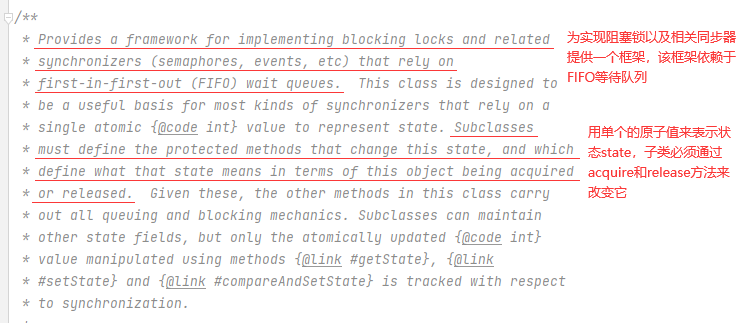 /**
* Provides a framework for implementing blocking locks and related
* synchronizers (semaphores, events, etc) that rely on
* first-in-first-out (FIFO) wait queues.  This class is designed to
* be a useful basis for most kinds of synchronizers that rely on a
* single atomic {@code int} value to represent state. Subclasses
* must define the protected methods that change this state, and which
* define what that state means in terms of this object being acquired
* or released.  Given these, the other methods in this class carry
* out all queuing and blocking mechanics. Subclasses can maintain
* other state fields, but only the atomically updated {@code int}
* value manipulated using methods {@link #getState}, {@link
* #setState} and {@link #compareAndSetState} is tracked with respect
* to synchronization.
*
为实现阻塞锁以及相关同步器
提供一个框架，该框架依赖于
FIFO等待队列
用单个的原子值来表示状
态state，子类必须通过
acquire和release方法来
改变它